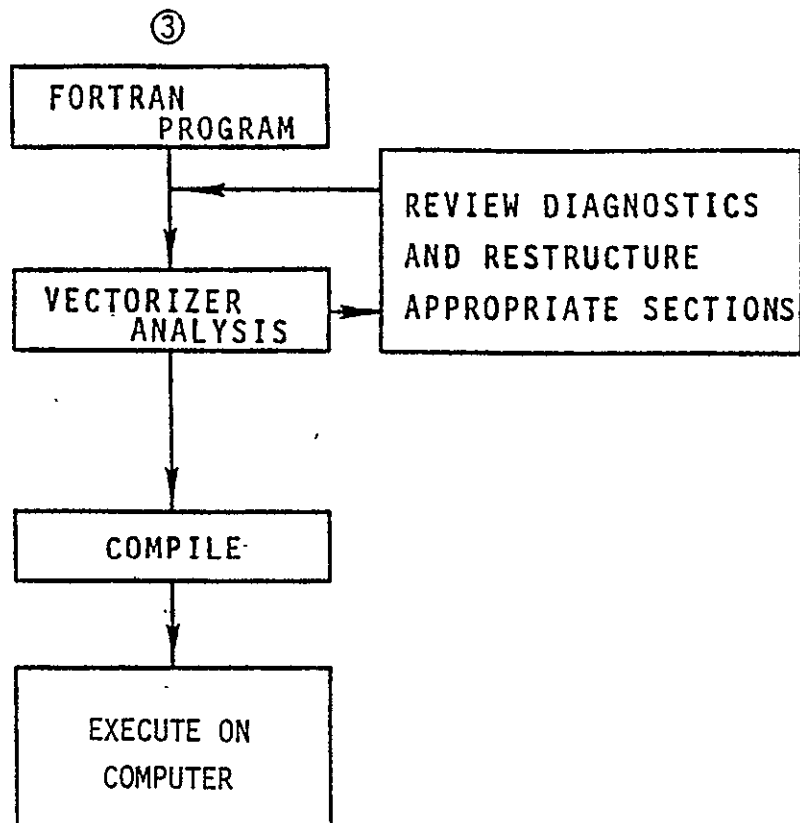 ③
FORTRAN
PROGRAM
REVIEW DIAGNOSTICS
AND RESTRUCTURE
APPROPRIATE SECTIONS
VECTORIZER
ANALYSIS
COMPILE
EXECUTE ON
COMPUTER